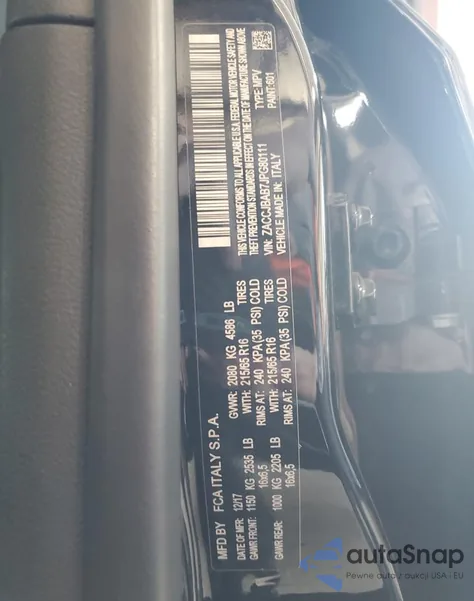 MFD BY FCA ITALY S.P.A.
DATE OF MFR: 12/17 GVWR: 2080 KG 4586 LB
GAWR FRONT: 1150 KG 2535 LB WITH: 215/65 R16 TIRES
16x6,5 RIMS AT: 240 KPA(35 PSI) COLD
GAWR REAR: 1000 KG 2205 LB WITH: 215/65 R16 TIRES
16x6,5 RIMS AT: 240 KPA(35 PSI) COLD
THIS VEHICLE CONFORMS TO ALL APPLICABLE U.S.A. FEDERAL MOTOR VEHICLE SAFETY AND
THEFT PREVENTION STANDARDS IN EFFECT ON THE DATE OF MANUFACTURE SHOWN ABOVE
VIN: ZACCJBAB7JPG80111 TYPE: MPV
VEHICLE MADE IN: ITALY PAINT: 601
autoSnap
Pewne auto z aukcji USA - EU